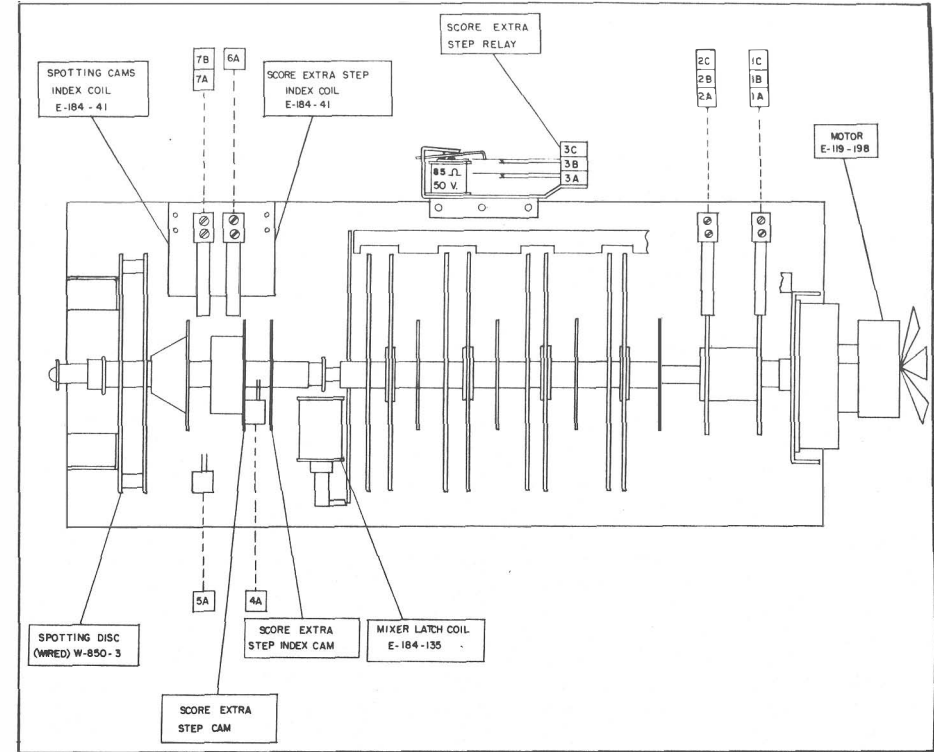 SCORE EXTRA
STEP RELAY
7B
7A
6A
2C
2B
2A
1C
1B
1A
SPOTTING CAMS
INDEX COIL
E-184-41
SCORE EXTRA STEP
INDEX COIL
E-184-41
MOTOR
E-119-198
3C
3B
3A
85 Ω
50 V.
5A
4A
SPOTTING DISC
(WIRED) W-850-3
SCORE EXTRA
STEP INDEX CAM
MIXER LATCH COIL
E-184-135
SCORE EXTRA
STEP CAM